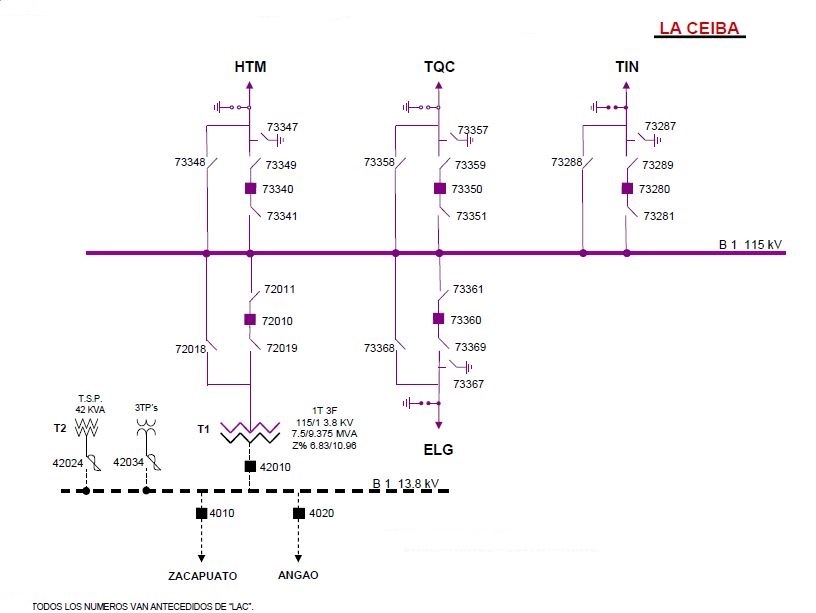 LA CEIBA
HTM
TQC
TIN
73347
73357
73287
73348
73349
73358
73359
73288
73289
73340
73350
73280
73341
73351
73281
B 1 115 kV
72011
73361
72010
73360
72018
72019
73368
73369
73367
T.S.P.
42 KVA
3TP's
T2
T1
1T 3F
115/1 3.8 KV
7.5/9.375 MVA
Z% 6.83/10.96
ELG
42024
42034
42010
B 1 13.8 kV
4010
4020
ZACAPUATO
ANGAO
TODOS LOS NUMEROS VAN ANTECEDIDOS DE "LAC".